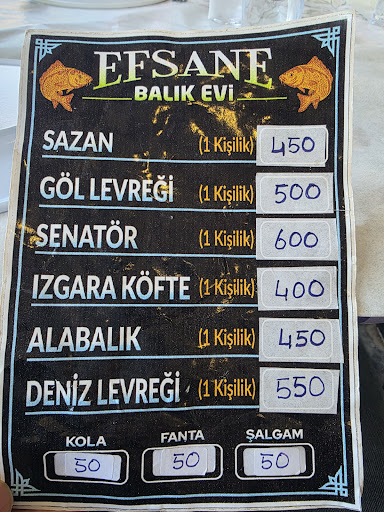 EFSANE
BALIK EVİ
SAZAN (1 Kişilik) 450
GÖL LEVREĞİ (1 Kişilik) 500
SENATÖR (1 Kişilik) 600
IZGARA KÖFTE (1 Kişilik) 400
ALABALIK (1 Kişilik) 450
DENİZ LEVREĞİ (1 Kişilik) 550
KOLA FANTA ŞALGAM
50 50 50